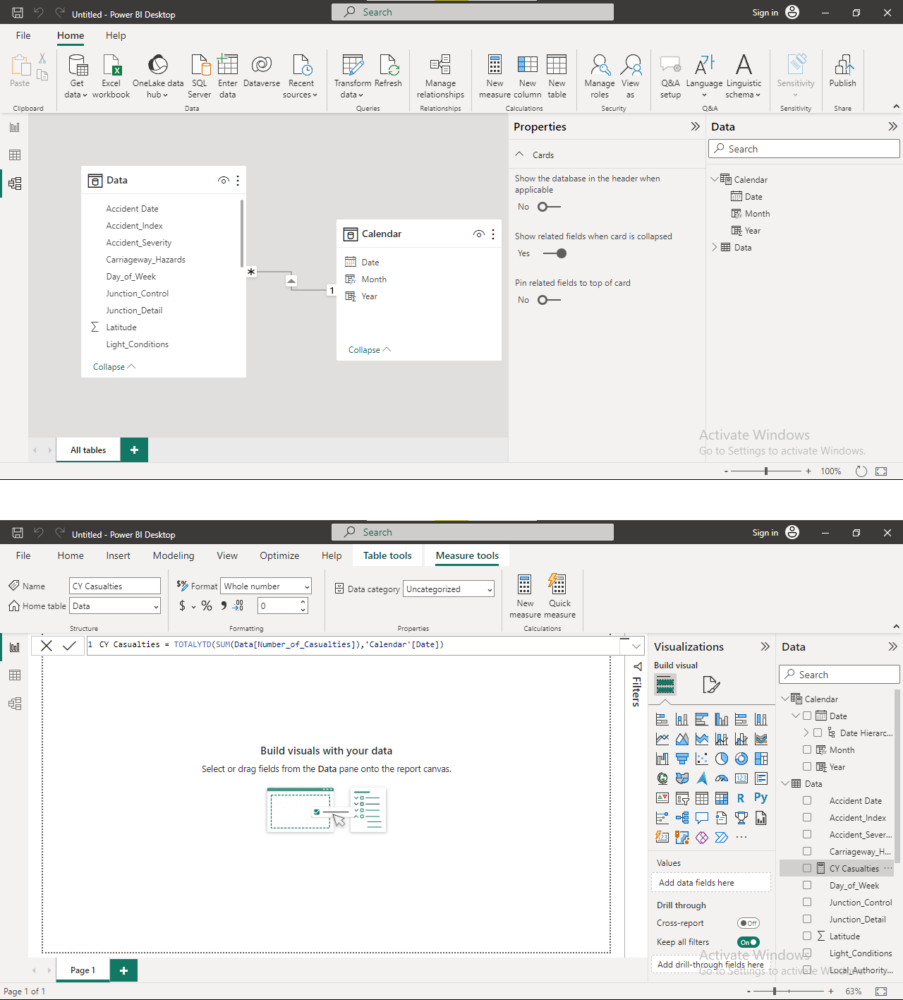 Untitled - Power BI Desktop
Search
Sign in
File Home Help
Paste
Get data
Excel workbook
OneLake data hub
SQL Server
Enter data
Dataverse
Recent sources
Transform data
Refresh
Manage relationships
New measure
New column
New table
Manage roles
View as
Q&A setup
Language
Linguistic schema
Sensitivity
Publish
Clipboard
Data
Queries
Relationships
Calculations
Security
Q&A
Sensitivity
Share
Data
Accident Date
Accident_Index
Accident_Severity
Carriageway_Hazards
Day_of_Week
Junction_Control
Junction_Detail
Latitude
Light_Conditions
Collapse
*
1
Calendar
Date
Month
Year
Collapse
Properties
Cards
Show the database in the header when
applicable
No
Show related fields when card is collapsed
Yes
Pin related fields to top of card
No
Data
Search
Calendar
Date
Month
Year
Data
Activate Windows
Go to Settings to activate Windows.
All tables +
- + 100%
Untitled - Power BI Desktop
Search
Sign in
File Home Insert Modeling View Optimize Help Table tools Measure tools
Name CY Casualties
Home table Data
Structure
Format Whole number
$ % 0
Formatting
Data category Uncategorized
Properties
New measure
Quick measure
Calculations
1 CY Casualties = TOTALYTD(SUM(Data[Number_of_Casualties]),'Calendar'[Date])
Build visuals with your data
Select or drag fields from the Data pane onto the report canvas.
Filters
Visualizations
Build visual
123
R Py
123
...
Values
Add data fields here
Drill through
Cross-report Off
Keep all filters On
Add drill-through fields here
Data
Search
Calendar
Date
Date Hierarc...
Month
Year
Data
Accident Date
Accident_Index
Accident_Sever...
Carriageway_H...
CY Casualties ...
Day_of_Week
Junction_Control
Junction_Detail
Latitude
Light_Conditions
Local_Authority...
Activate Windows
Go to Settings to activate Windows.
Page 1 +
Page 1 of 1
- + 63%